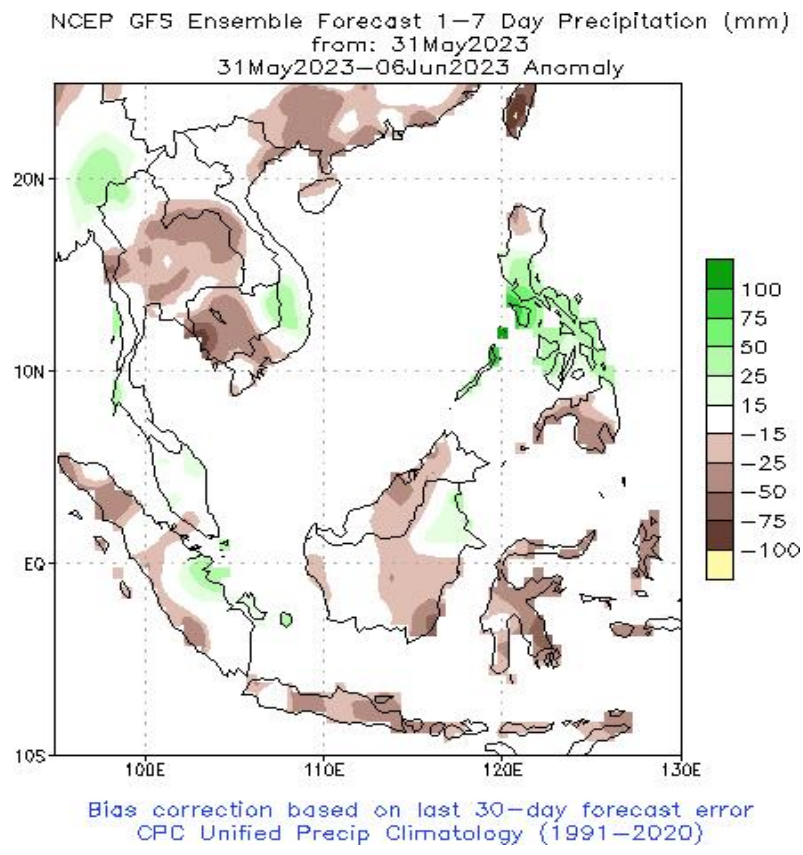 NCEP GFS Ensemble Forecast 1–7 Day Precipitation (mm)
from: 31May2023
31May2023–06Jun2023 Anomaly
20N
10N
EQ
10S
100E
110E
120E
130E
100
75
50
25
15
−15
−25
−50
−75
−100
Bias correction based on last 30–day forecast error
CPC Unified Precip Climatology (1991–2020)